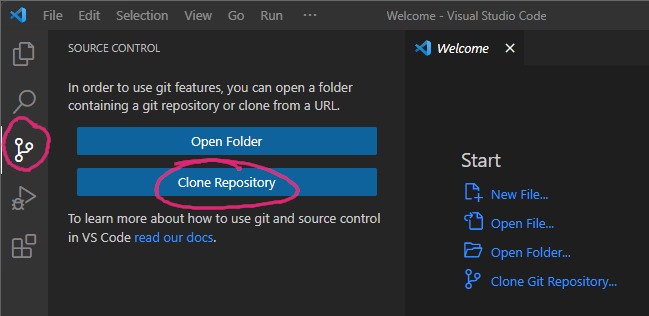 File Edit Selection View Go Run ... Welcome - Visual Studio Code
SOURCE CONTROL
Welcome
In order to use git features, you can open a folder
containing a git repository or clone from a URL.
Open Folder
Clone Repository
To learn more about how to use git and source control
in VS Code read our docs.
Start
New File...
Open File...
Open Folder...
Clone Git Repository...